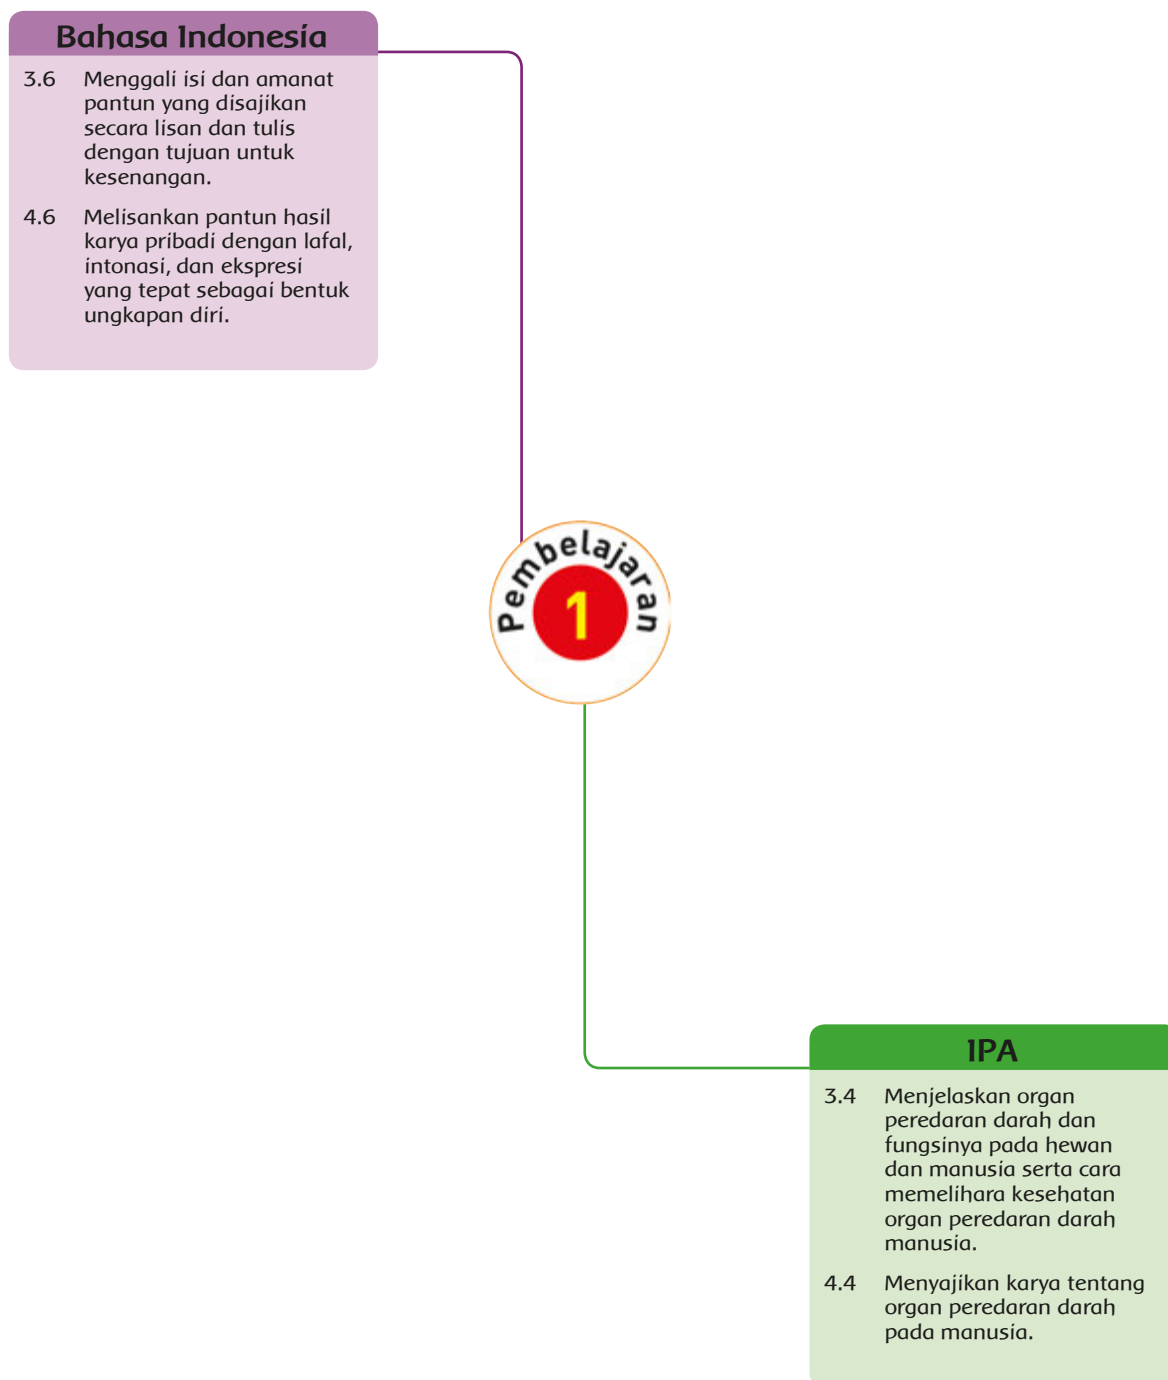 Bahasa Indonesia
3.6 Menggali isi dan amanat
pantun yang disajikan
secara lisan dan tulis
dengan tujuan untuk
kesenangan.
4.6 Melisankan pantun hasil
karya pribadi dengan lafal,
intonasi, dan ekspresi
yang tepat sebagai bentuk
ungkapan diri.
Pembelajaran
1
IPA
3.4 Menjelaskan organ
peredaran darah dan
fungsinya pada hewan
dan manusia serta cara
memelihara kesehatan
organ peredaran darah
manusia.
4.4 Menyajikan karya tentang
organ peredaran darah
pada manusia.